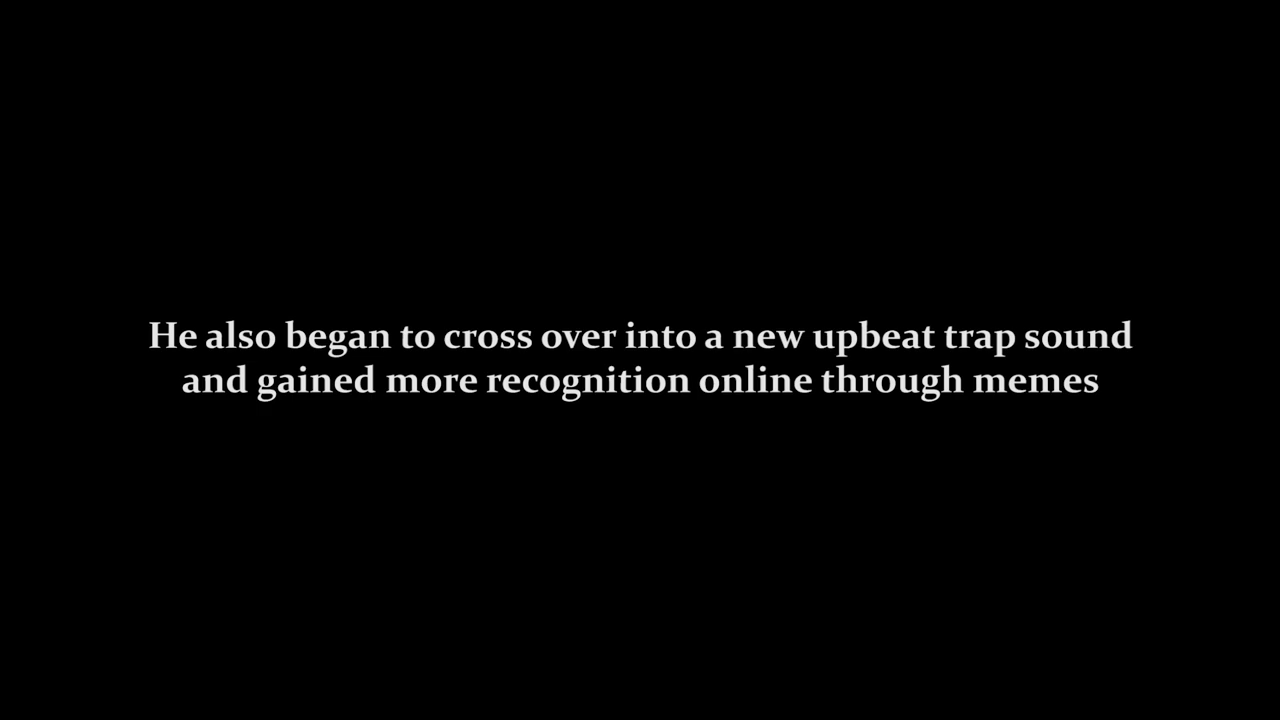 He also began to cross over into a new upbeat trap sound
and gained more recognition online through memes